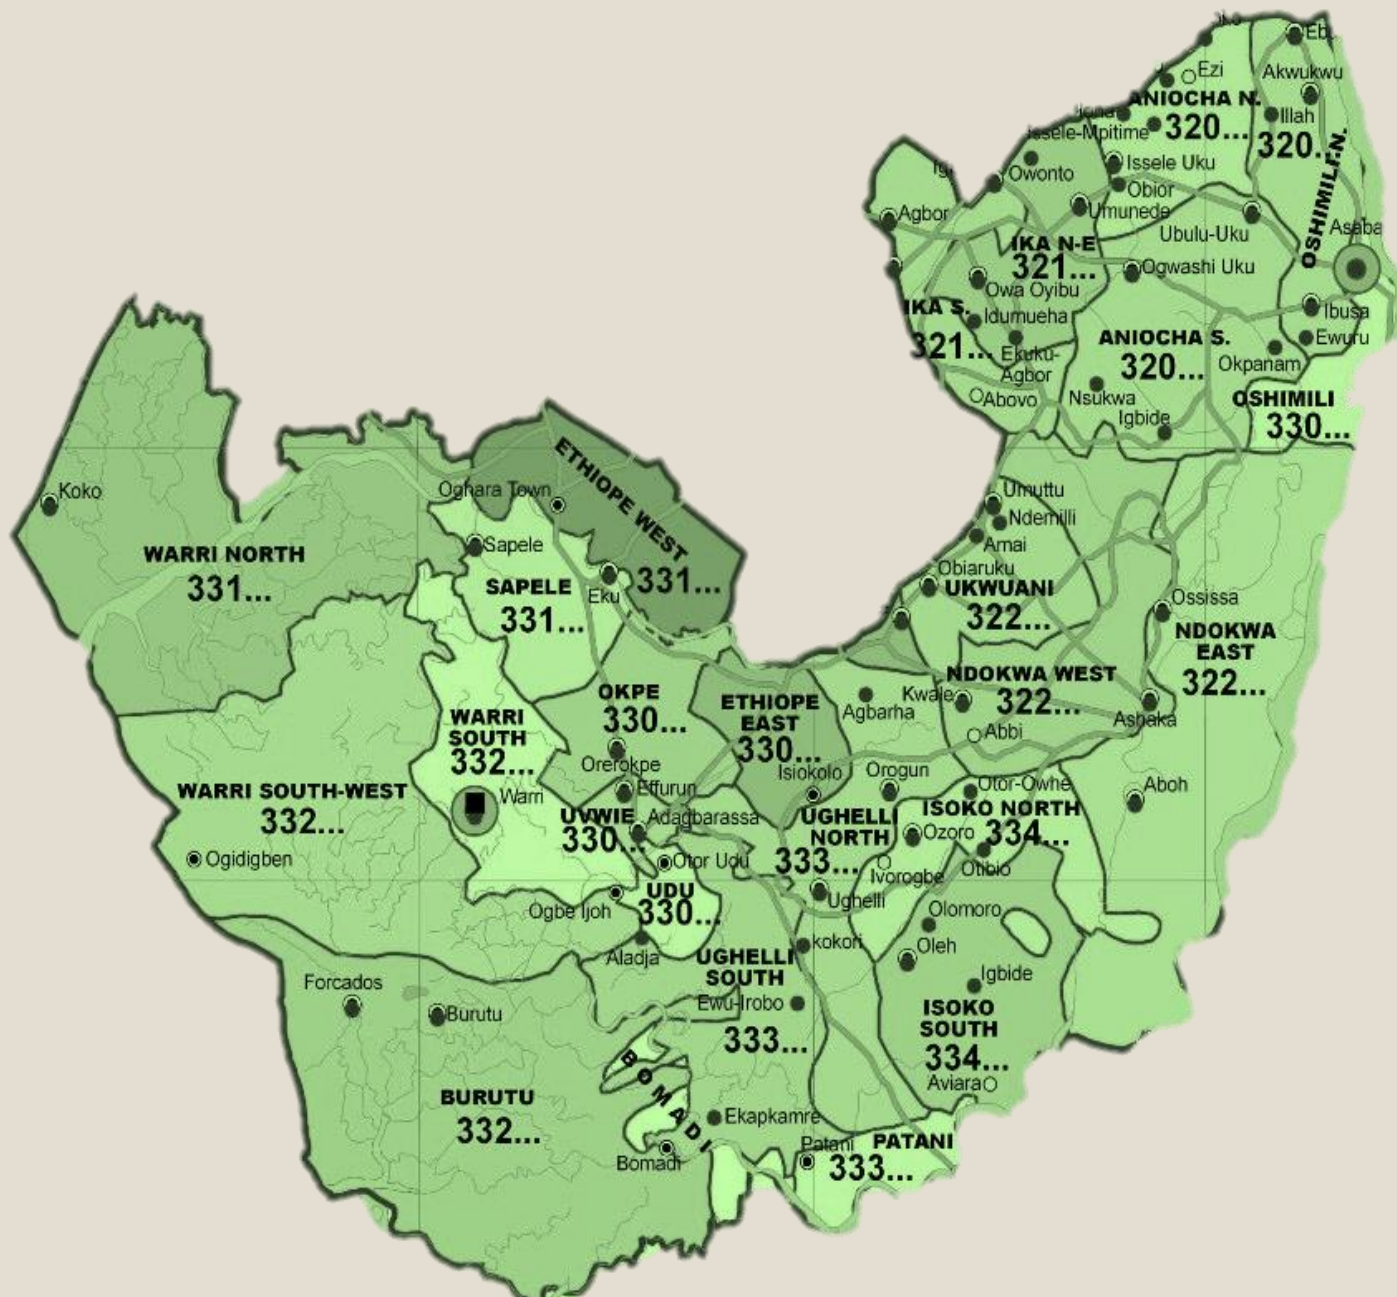 Eb
Ezi
Akwukwu
ANIOCHA N.
320...
Illah
320...
Issele-Mpitime
OSHIMILI N.
Issele Uku
Owonto
Obior
Agbor
Umunede
Ubulu-Uku
Asaba
IKA N-E
321...
Ogwashi Uku
Owa Oyibu
IKA S.
321...
Idumueha
Ibusa
ANIOCHA S.
320...
Ewuru
Ekuku-
Agbor
Okpanam
Abovo
Nsukwa
Igbide
OSHIMILI
330...
ETHIOPE WEST
331...
Koko
Oghara Town
Umuttu
Ndemilli
Amai
Sapele
WARRI NORTH
331...
Obiaruku
SAPELE
331...
Eku
UKWUANI
322...
Ossissa
NDOKWA
EAST
322...
NDOKWA WEST
322...
OKPE
330...
ETHIOPE
EAST
330...
Kwale
Agbarha
Ashaka
Abbi
WARRI
SOUTH
332...
Orerokpe
Isiokolo
Orogun
Otor-Owhe
Aboh
WARRI SOUTH-WEST
332...
Effurun
Warri
UVWIE
330...
Adagbarassa
UGHELLI
NORTH
333...
ISOKO NORTH
334...
Ozoro
Ogidigben
Otor Udu
Ivorogbe
Otibio
UDU
330...
Ughelli
Ogbe Ijoh
Olomoro
Aladja
kokori
Oleh
UGHELLI
SOUTH
333...
Igbide
Forcados
Burutu
Ewu-Irobo
ISOKO
SOUTH
334...
BOMADI
Aviara
BURUTU
332...
Ekapkamre
Patani
PATANI
333...
Bomadi